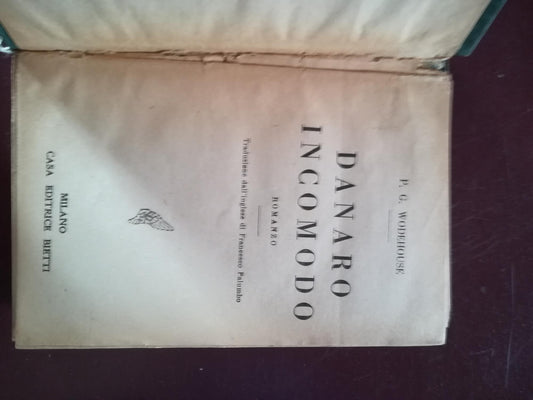 P. G. WODEHOUSE
DANARO
INCOMODO
ROMANZO
Traduzione dall'inglese di Francesco Palumbo
MILANO
CASA EDITRICE BIETTI